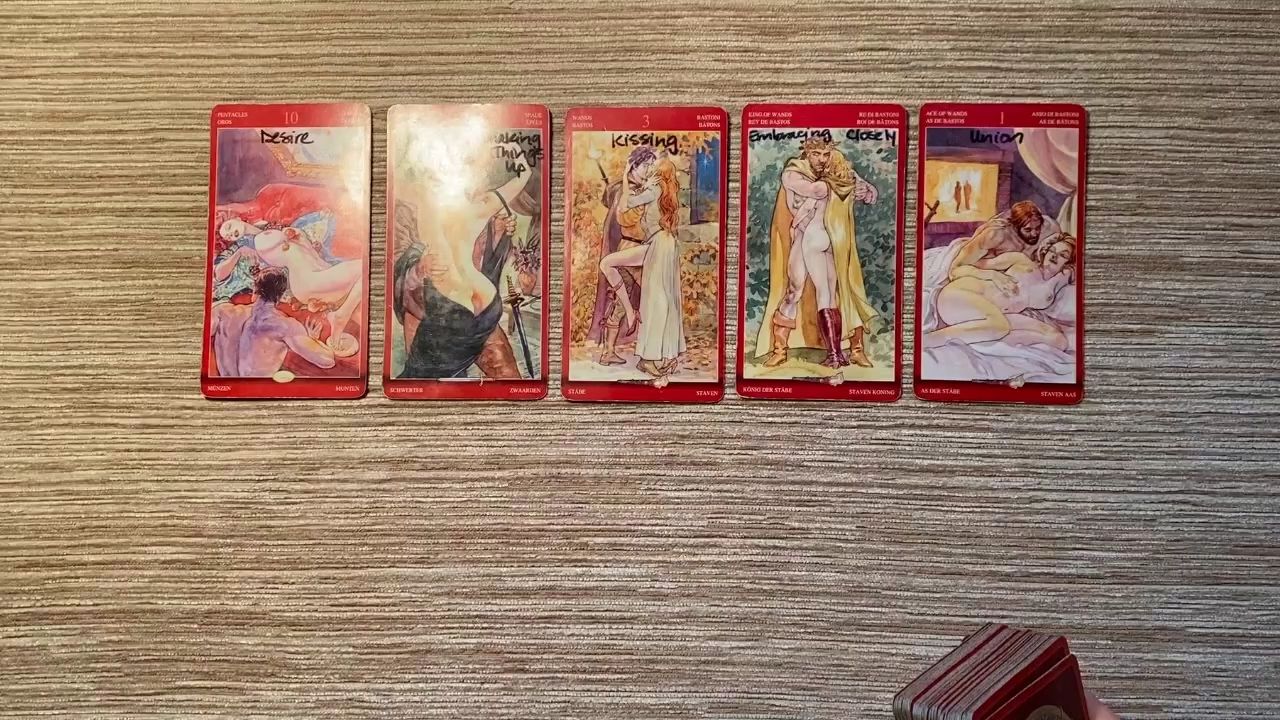 PENTACLES 10
OROS
Desire
MÜNZEN MUNTEN
Things
Up
SCHWERTER ZWAARDEN
WANDS 3 BASTONI
BASTOS BÂTONS
Kissing
STÄBE STAVEN
KING OF WANDS RE DI BASTONI
REY DE BASTOS ROI DE BÂTONS
Embracing Closely
KÖNIG DER STÄBE STAVEN KONING
ACE OF WANDS 1 ASSO DI BASTONI
AS DE BASTOS AS DE BÂTONS
Union
AS DER STÄBE STAVEN AAS